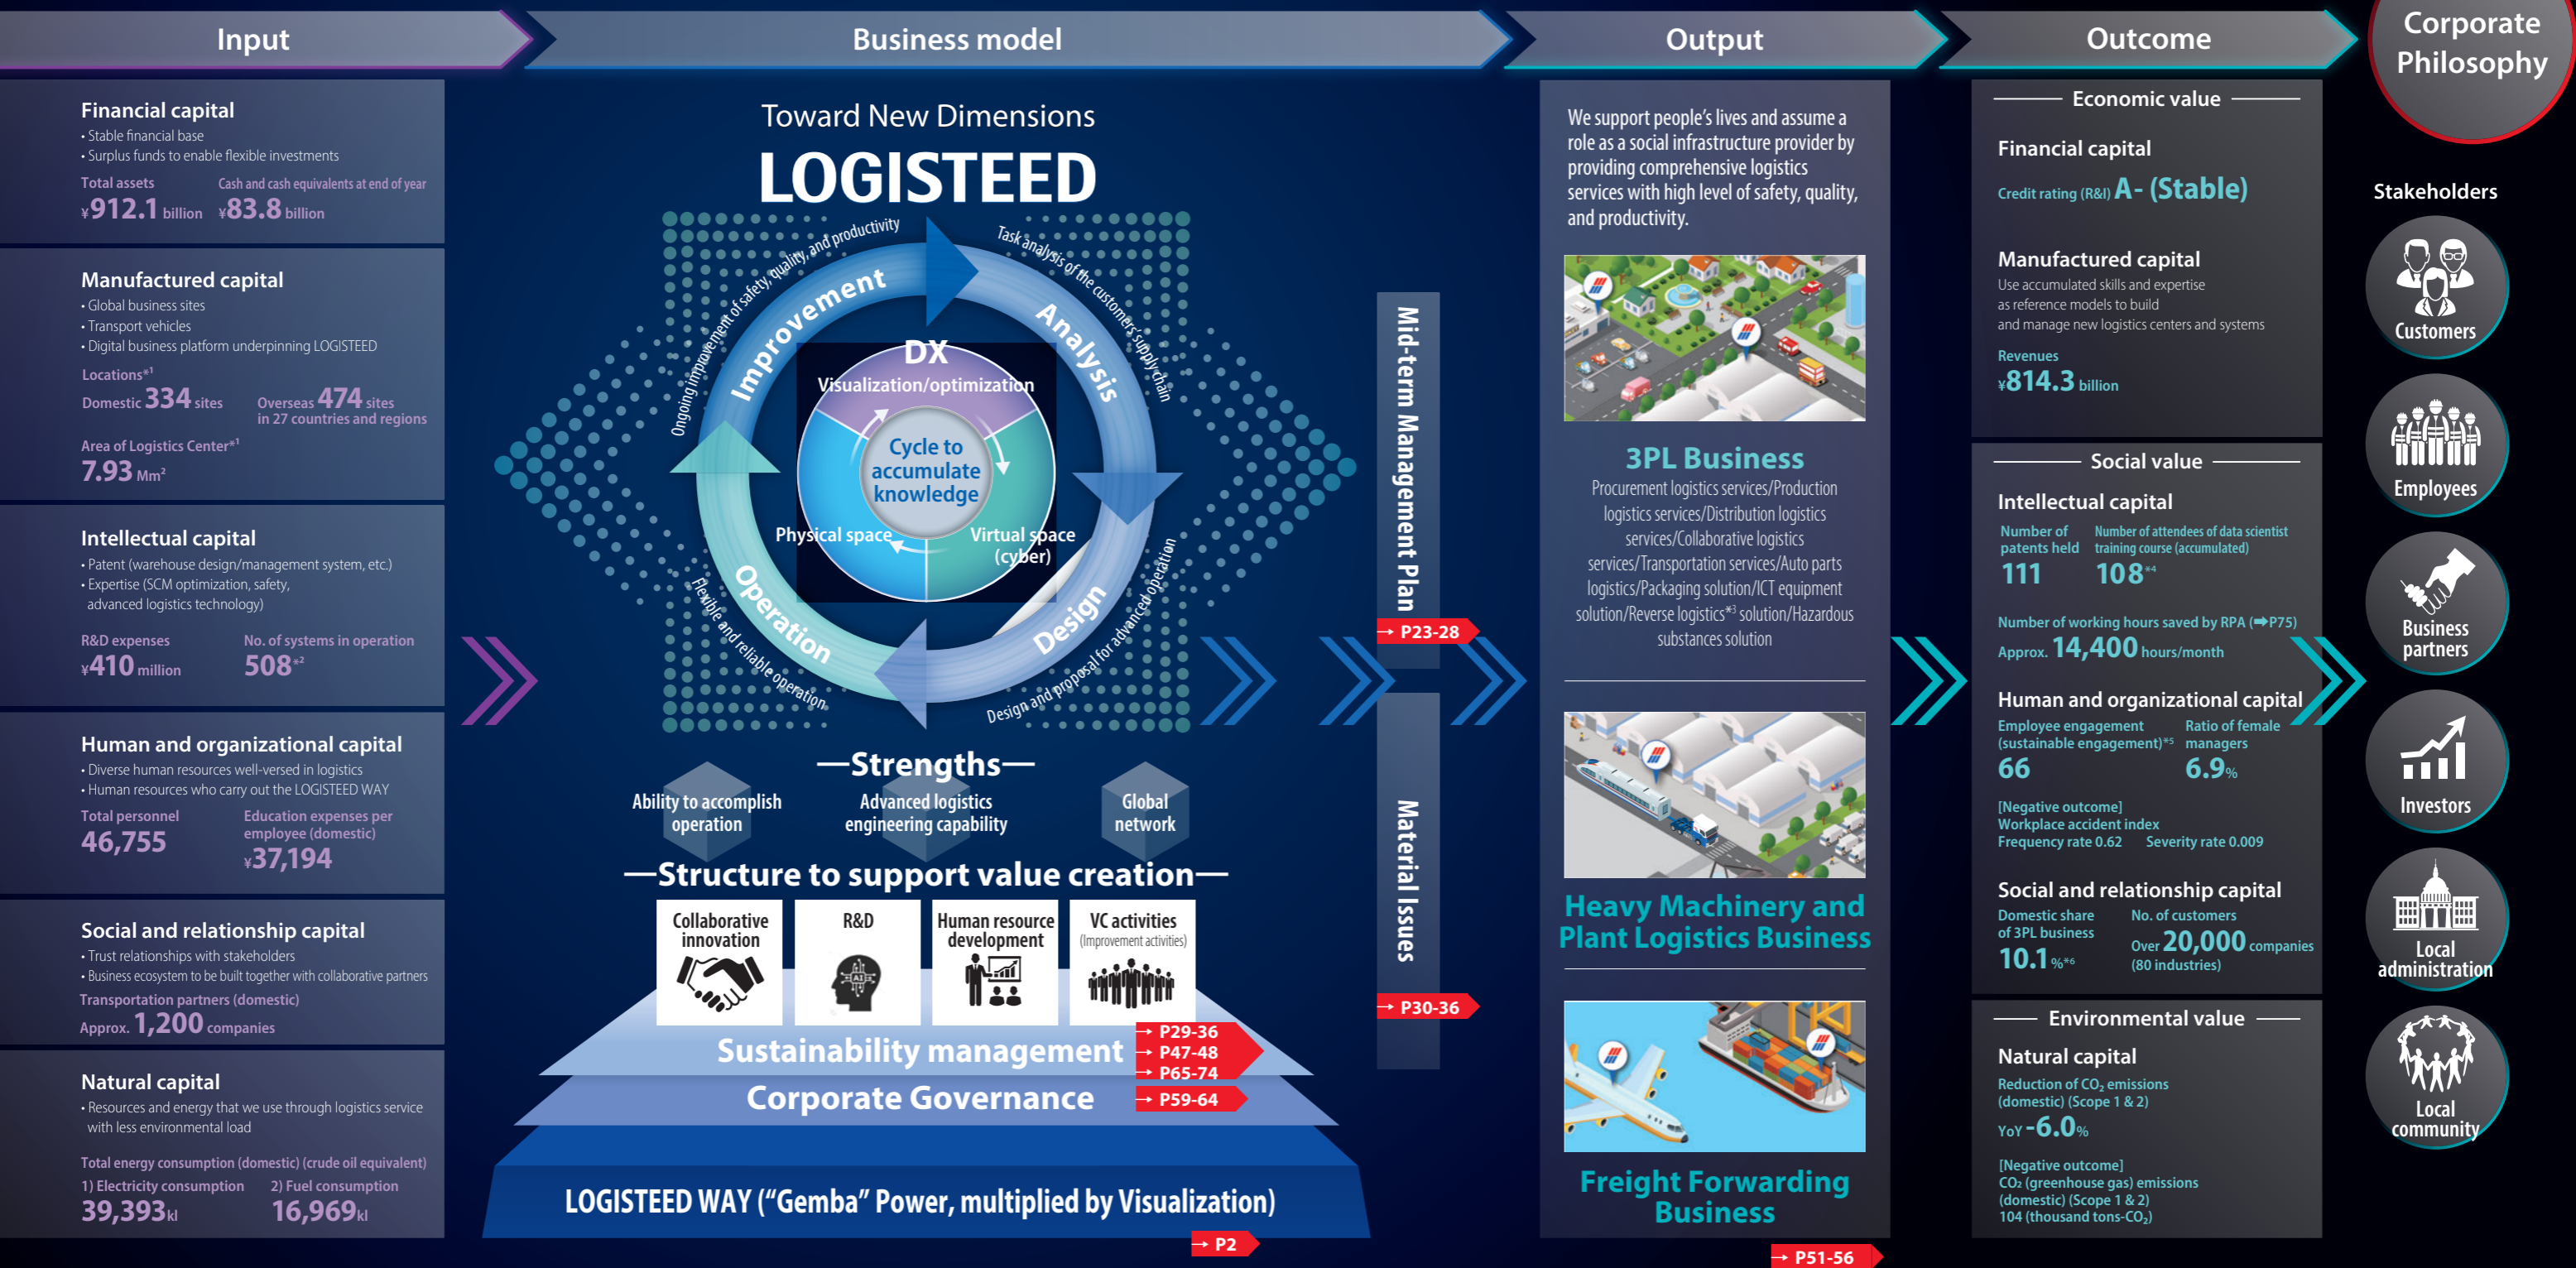 Input
Business model
Output
Outcome
Corporate
Philosophy
Financial capital
• Stable financial base
• Surplus funds to enable flexible investments
Total assets
¥912.1 billion
Cash and cash equivalents at end of year
¥83.8 billion
Manufactured capital
• Global business sites
• Transport vehicles
• Digital business platform underpinning LOGISTEED
Locations*1
Domestic 334 sites
Overseas 474 sites
in 27 countries and regions
Area of Logistics Center*1
7.93 Mm²
Intellectual capital
• Patent (warehouse design/management system, etc.)
• Expertise (SCM optimization, safety,
advanced logistics technology)
R&D expenses
¥410 million
No. of systems in operation
508*2
Human and organizational capital
• Diverse human resources well-versed in logistics
• Human resources who carry out the LOGISTEED WAY
Total personnel
46,755
Education expenses per
employee (domestic)
¥37,194
Social and relationship capital
• Trust relationships with stakeholders
• Business ecosystem to be built together with collaborative partners
Transportation partners (domestic)
Approx. 1,200 companies
Natural capital
• Resources and energy that we use through logistics service
with less environmental load
Total energy consumption (domestic) (crude oil equivalent)
1) Electricity consumption
39,393 kl
2) Fuel consumption
16,969 kl
Toward New Dimensions
LOGISTEED
Ongoing improvement of safety, quality, and productivity
Task analysis of the customers' supply chain
Improvement
Analysis
DX
Visualization/optimization
Cycle to
accumulate
knowledge
Physical space
Virtual space
(cyber)
Operation
Design
Flexible and reliable operation
Design and proposal for advanced operation
—Strengths—
Ability to accomplish
operation
Advanced logistics
engineering capability
Global
network
—Structure to support value creation—
Collaborative
innovation
R&D
AI
Human resource
development
VC activities
(Improvement activities)
Sustainability management
→ P29-36
→ P47-48
→ P65-74
Corporate Governance
→ P59-64
LOGISTEED WAY (“Gemba” Power, multiplied by Visualization)
→ P2
Mid-term Management Plan
→ P23-28
Material Issues
→ P30-36
We support people’s lives and assume a
role as a social infrastructure provider by
providing comprehensive logistics
services with high level of safety, quality,
and productivity.
3PL Business
Procurement logistics services/Production
logistics services/Distribution logistics
services/Collaborative logistics
services/Transportation services/Auto parts
logistics/Packaging solution/ICT equipment
solution/Reverse logistics*3 solution/Hazardous
substances solution
Heavy Machinery and
Plant Logistics Business
Freight Forwarding
Business
→ P51-56
Economic value
Financial capital
Credit rating (R&I) A- (Stable)
Manufactured capital
Use accumulated skills and expertise
as reference models to build
and manage new logistics centers and systems
Revenues
¥814.3 billion
Social value
Intellectual capital
Number of
patents held
111
Number of attendees of data scientist
training course (accumulated)
108*4
Number of working hours saved by RPA (➡P75)
Approx. 14,400 hours/month
Human and organizational capital
Employee engagement
(sustainable engagement)*5
66
Ratio of female
managers
6.9%
[Negative outcome]
Workplace accident index
Frequency rate 0.62 Severity rate 0.009
Social and relationship capital
Domestic share
of 3PL business
10.1%*6
No. of customers
Over 20,000 companies
(80 industries)
Environmental value
Natural capital
Reduction of CO₂ emissions
(domestic) (Scope 1 & 2)
YoY -6.0%
[Negative outcome]
CO₂ (greenhouse gas) emissions
(domestic) (Scope 1 & 2)
104 (thousand tons-CO₂)
Stakeholders
Customers
Employees
Business
partners
Investors
Local
administration
Local
community